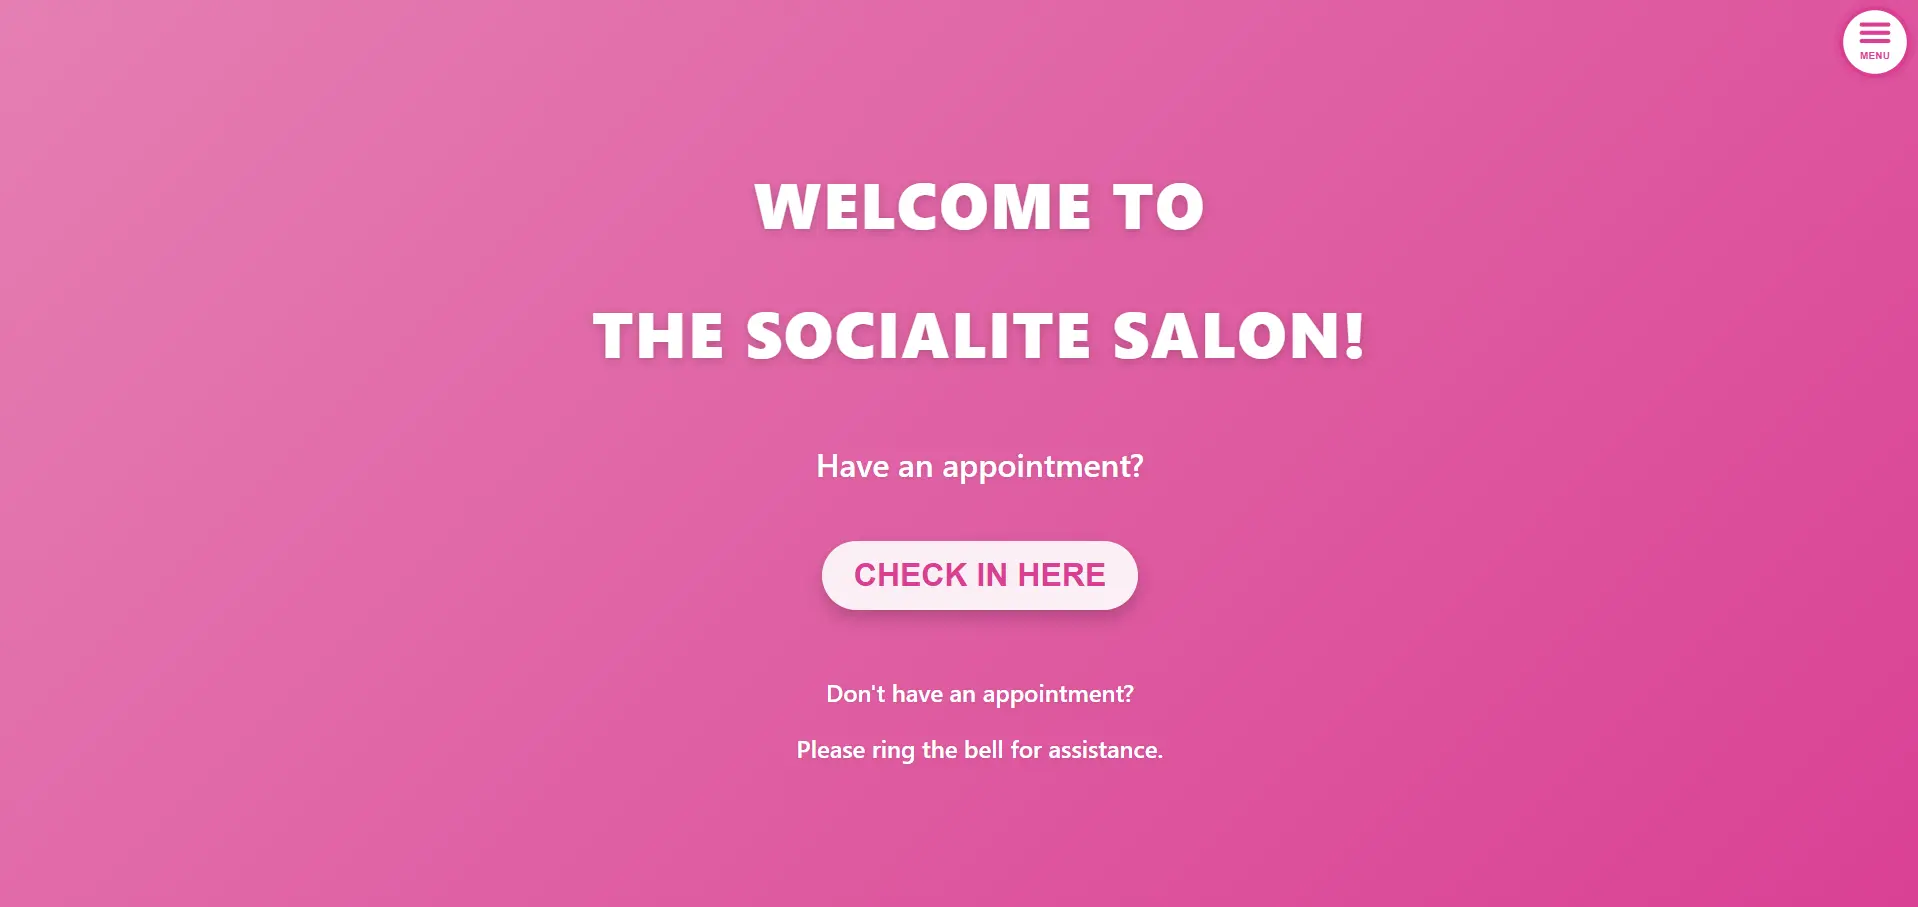 MENU
WELCOME TO
THE SOCIALITE SALON!
Have an appointment?
CHECK IN HERE
Don't have an appointment?
Please ring the bell for assistance.